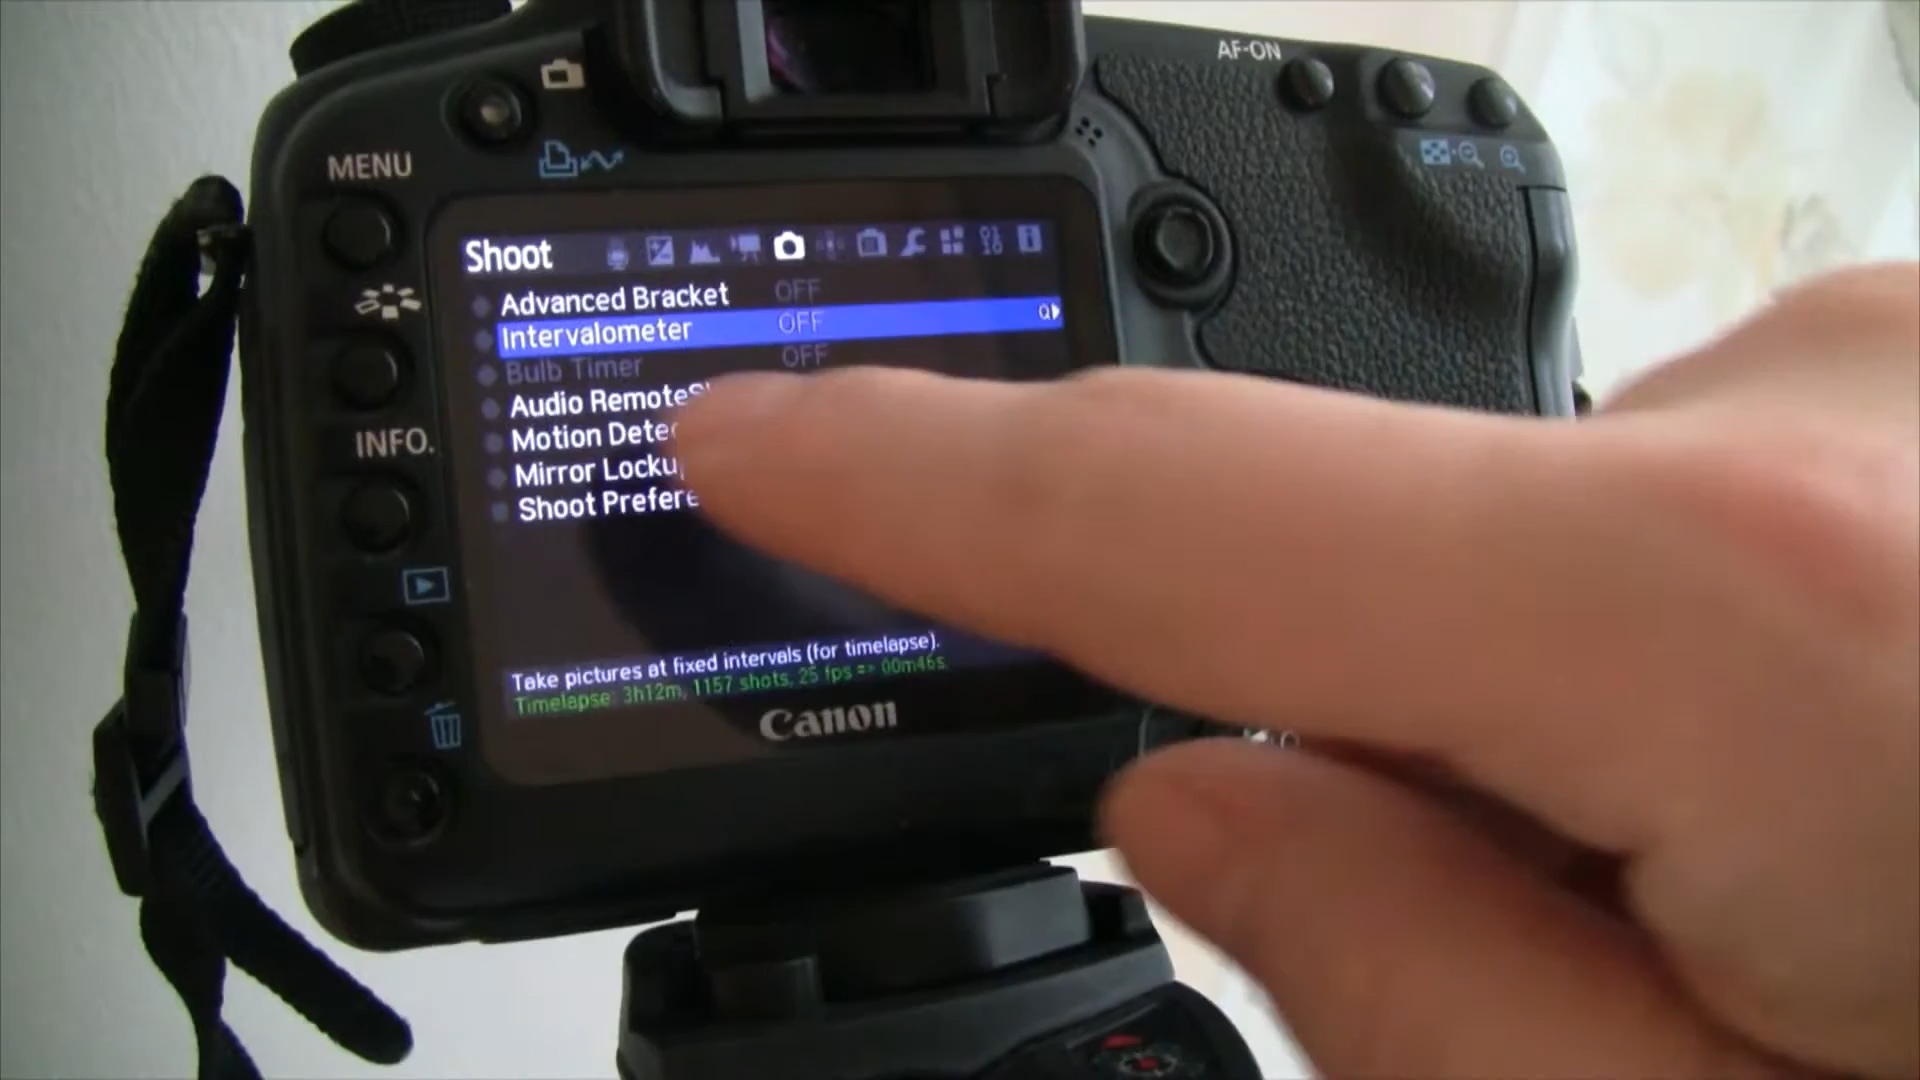 AF-ON
MENU
Shoot
Advanced Bracket OFF
Intervalometer OFF Q
Bulb Timer OFF
Audio RemoteS
Motion Dete
Mirror Locku
Shoot Prefere
INFO.
Take pictures at fixed intervals (for timelapse).
Timelapse: 3h12m, 1157 shots, 25 fps => 00m46s.
Canon